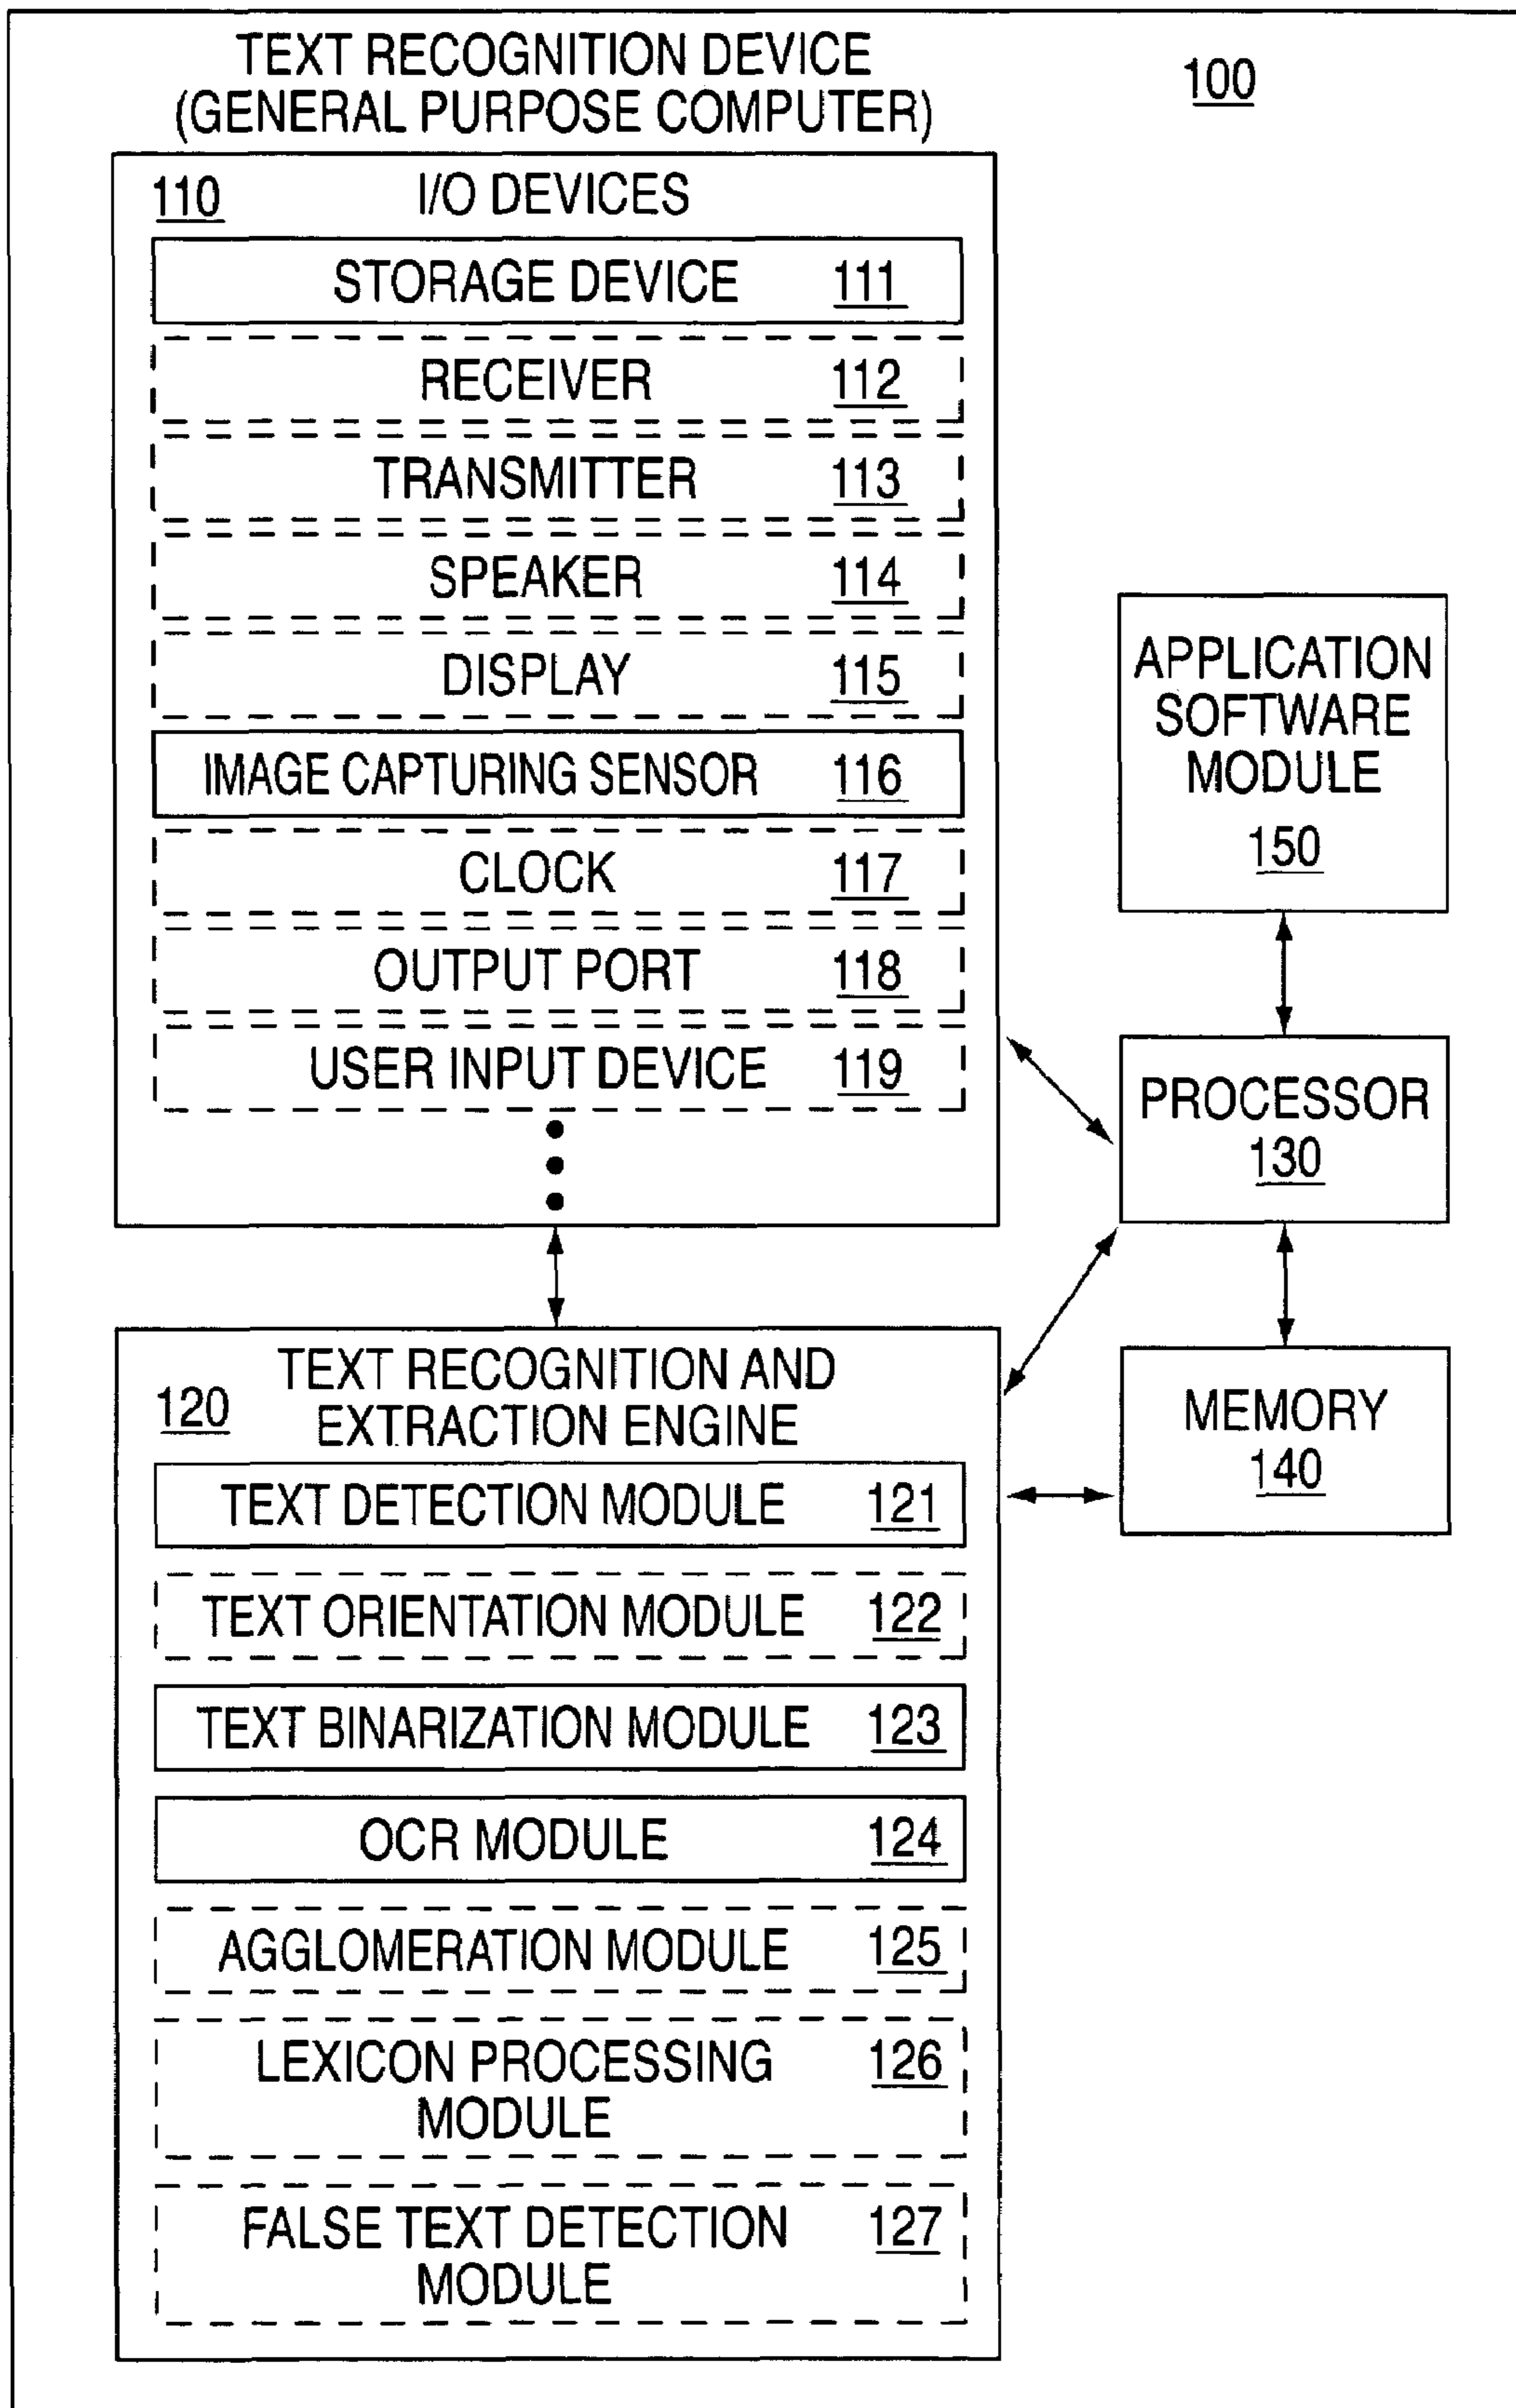 TEXT RECOGNITION DEVICE
(GENERAL PURPOSE COMPUTER)
100
110 I/O DEVICES
STORAGE DEVICE 111
RECEIVER 112
TRANSMITTER 113
SPEAKER 114
DISPLAY 115
IMAGE CAPTURING SENSOR 116
CLOCK 117
OUTPUT PORT 118
USER INPUT DEVICE 119
APPLICATION
SOFTWARE
MODULE
150
PROCESSOR
130
MEMORY
140
120 TEXT RECOGNITION AND
EXTRACTION ENGINE
TEXT DETECTION MODULE 121
TEXT ORIENTATION MODULE 122
TEXT BINARIZATION MODULE 123
OCR MODULE 124
AGGLOMERATION MODULE 125
LEXICON PROCESSING 126
MODULE
FALSE TEXT DETECTION 127
MODULE